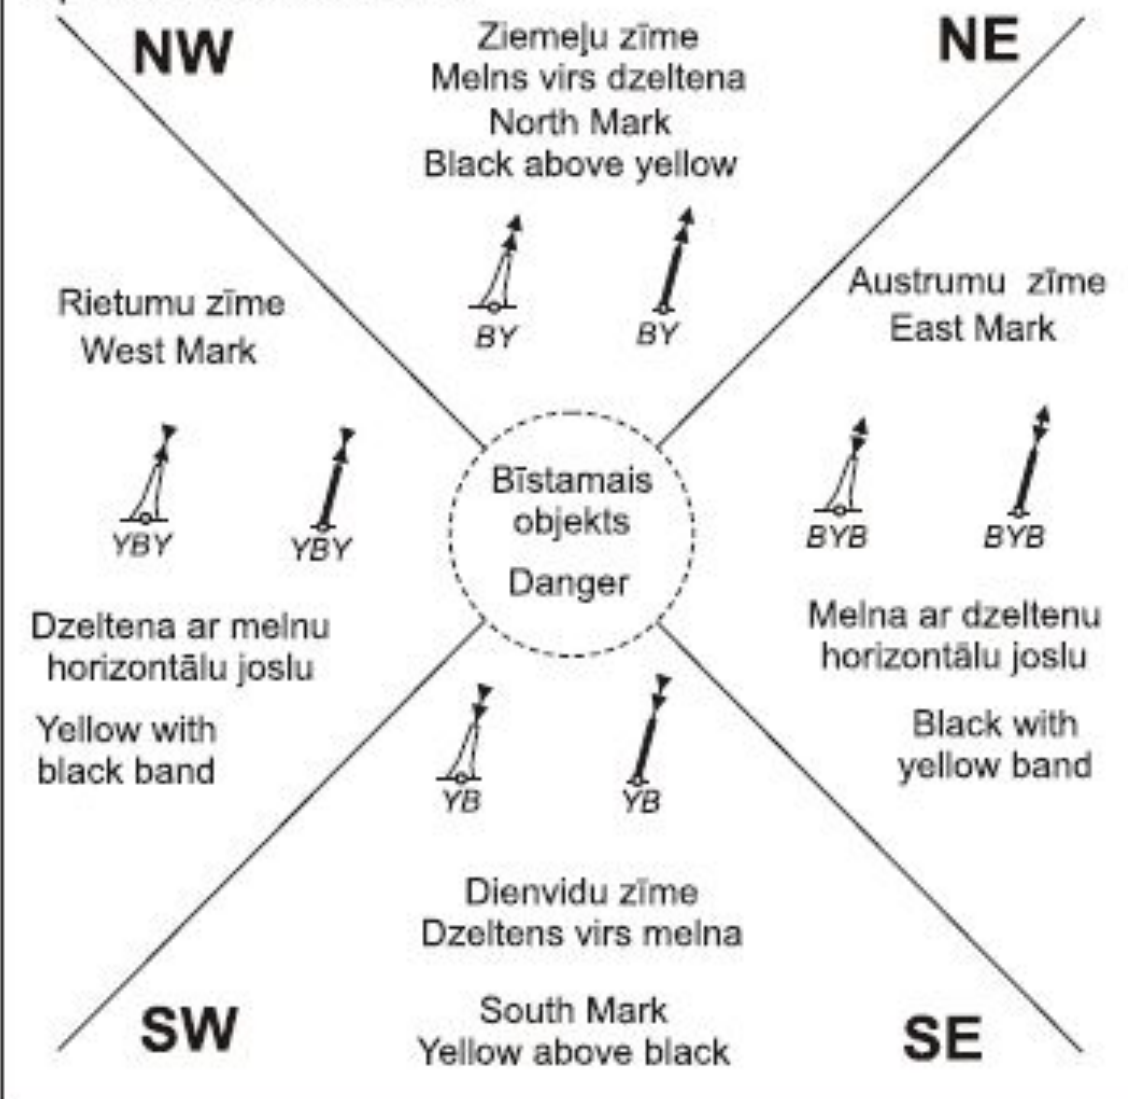 NW
Ziemeļu zīme
Melns virs dzeltena
North Mark
Black above yellow
NE
BY
BY
Rietumu zīme
West Mark
YBY
YBY
Dzeltena ar melnu
horizontālu joslu
Yellow with
black band
Bīstamais
objekts
Danger
Austrumu zīme
East Mark
BYB
BYB
Melna ar dzeltenu
horizontālu joslu
Black with
yellow band
YB
YB
Dienvidu zīme
Dzeltens virs melna
South Mark
Yellow above black
SW
SE